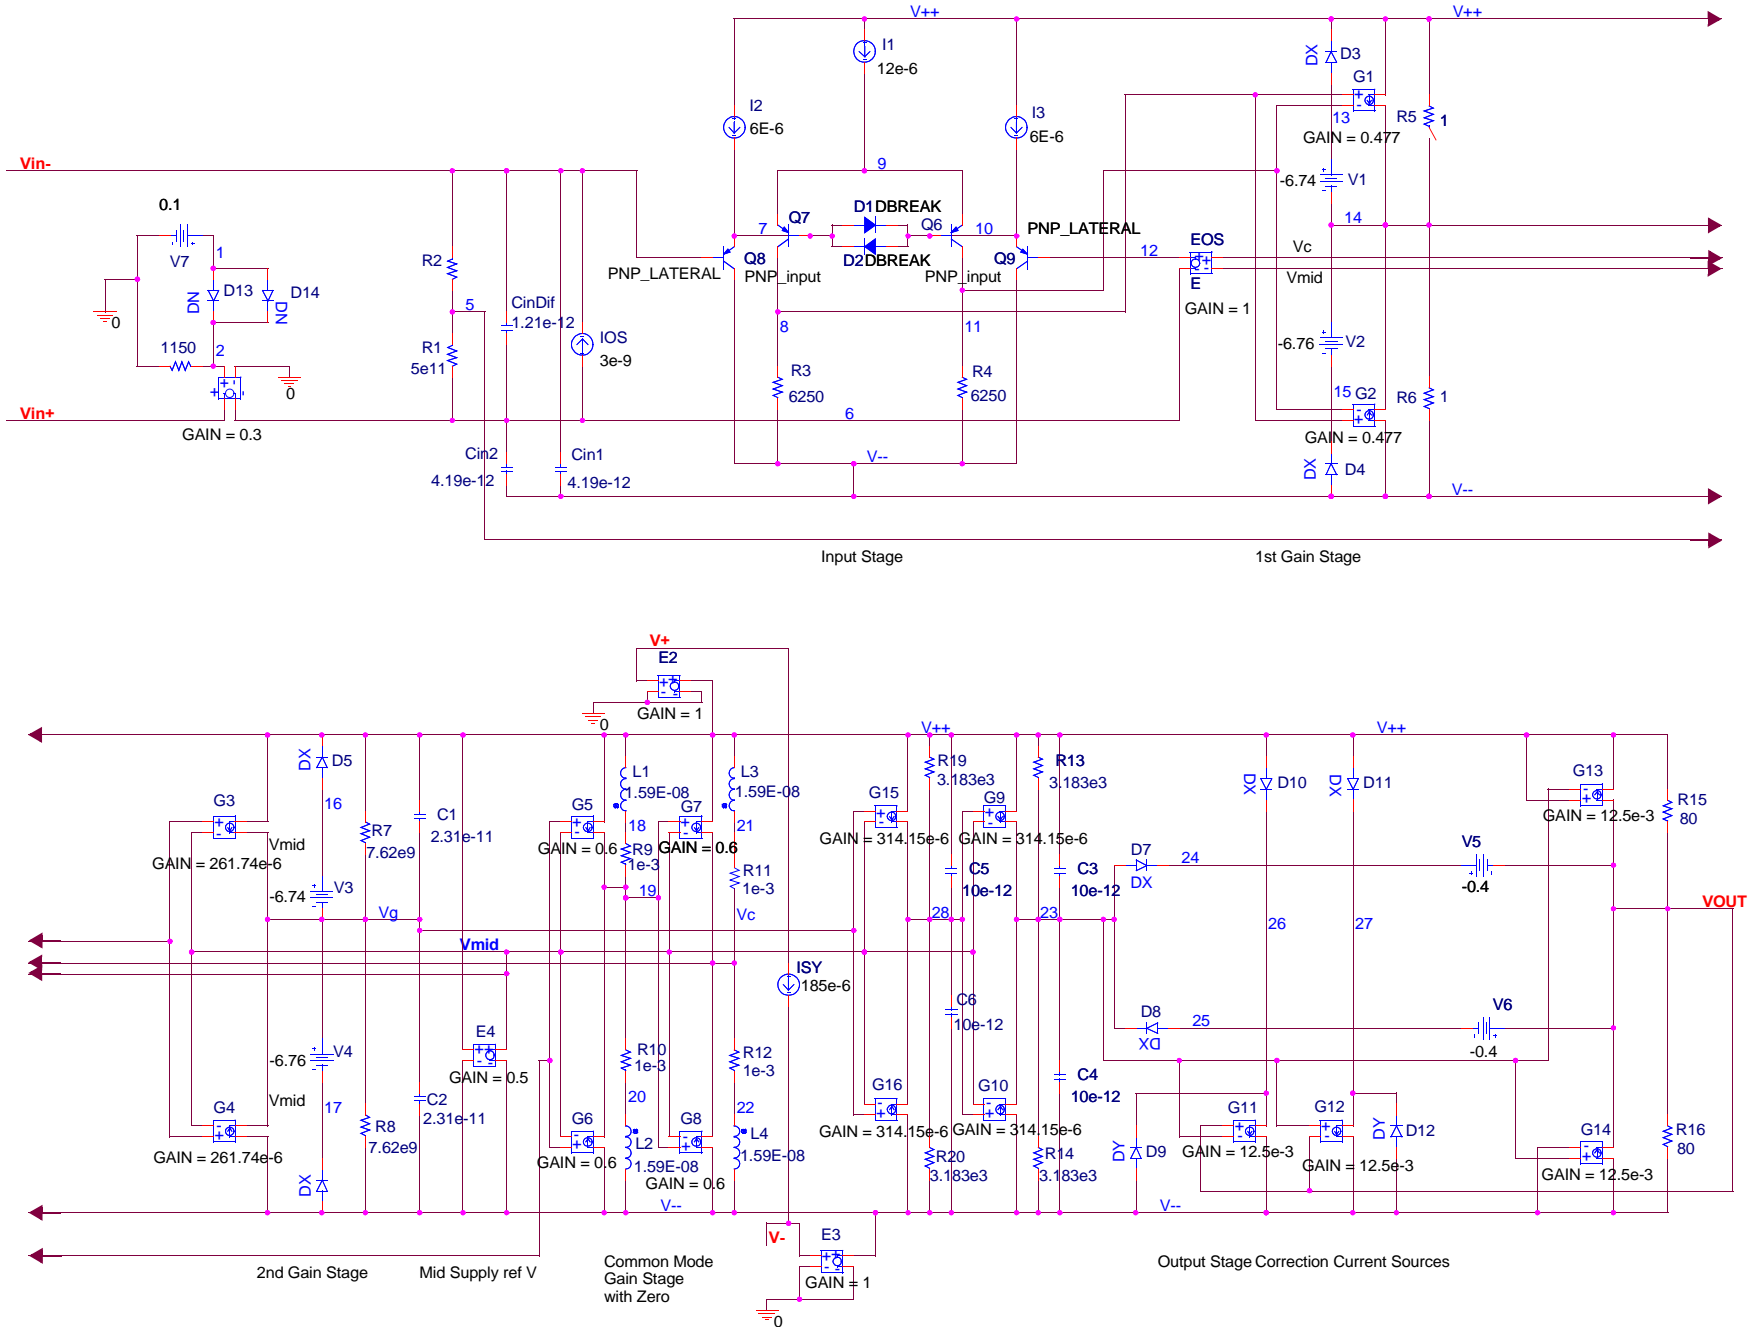 V++
V++
I1
12e-6
DX
D3
G1
I2
6E-6
I3
6E-6
13
R5
1
GAIN = 0.477
Vin-
9
-6.74
V1
0.1
D1 DBREAK
Q7
7
Q6
10
PNP_LATERAL
14
1
V7
EOS
Vc
R2
Q8
D2 DBREAK
Q9
12
PNP_LATERAL
PNP_input
PNP_input
Vmid
E
D13
D14
DN
DN
5
CinDif
1.21e-12
GAIN = 1
0
8
11
IOS
3e-9
1150
2
R1
5e11
-6.76
V2
R3
6250
R4
6250
0
15
G2
R6
1
Vin+
6
GAIN = 0.3
GAIN = 0.477
Cin2
Cin1
V--
DX
D4
4.19e-12
4.19e-12
V--
Input Stage
1st Gain Stage
V+
E2
GAIN = 1
0
V++
V++
DX
D5
L1
1.59E-08
L3
1.59E-08
R19
3.183e3
R13
3.183e3
DX
D10
DX
D11
G13
16
G3
G5
G7
G15
G9
R15
80
C1
2.31e-11
R7
7.62e9
18
21
GAIN = 12.5e-3
Vmid
GAIN = 0.6
R9
1e-3
GAIN = 0.6
GAIN = 314.15e-6
GAIN = 314.15e-6
GAIN = 261.74e-6
D7
24
V5
R11
1e-3
C5
10e-12
C3
10e-12
DX
-0.4
-6.74
V3
19
VOUT
Vg
Vc
28
23
26
27
Vmid
ISY
185e-6
C6
10e-12
D8
25
V6
DX
-0.4
E4
-6.76
V4
R10
1e-3
R12
1e-3
GAIN = 0.5
C4
10e-12
G16
G10
Vmid
17
C2
2.31e-11
20
22
G4
G6
G8
G11
G12
DY
D12
R8
7.62e9
L2
1.59E-08
L4
1.59E-08
GAIN = 314.15e-6
GAIN = 314.15e-6
R16
80
GAIN = 261.74e-6
GAIN = 0.6
GAIN = 0.6
R20
3.183e3
R14
3.183e3
DY
D9
GAIN = 12.5e-3
GAIN = 12.5e-3
G14
GAIN = 12.5e-3
DX
V--
V--
V-
E3
GAIN = 1
0
2nd Gain Stage
Mid Supply ref V
Common Mode
Gain Stage
with Zero
Output Stage Correction Current Sources